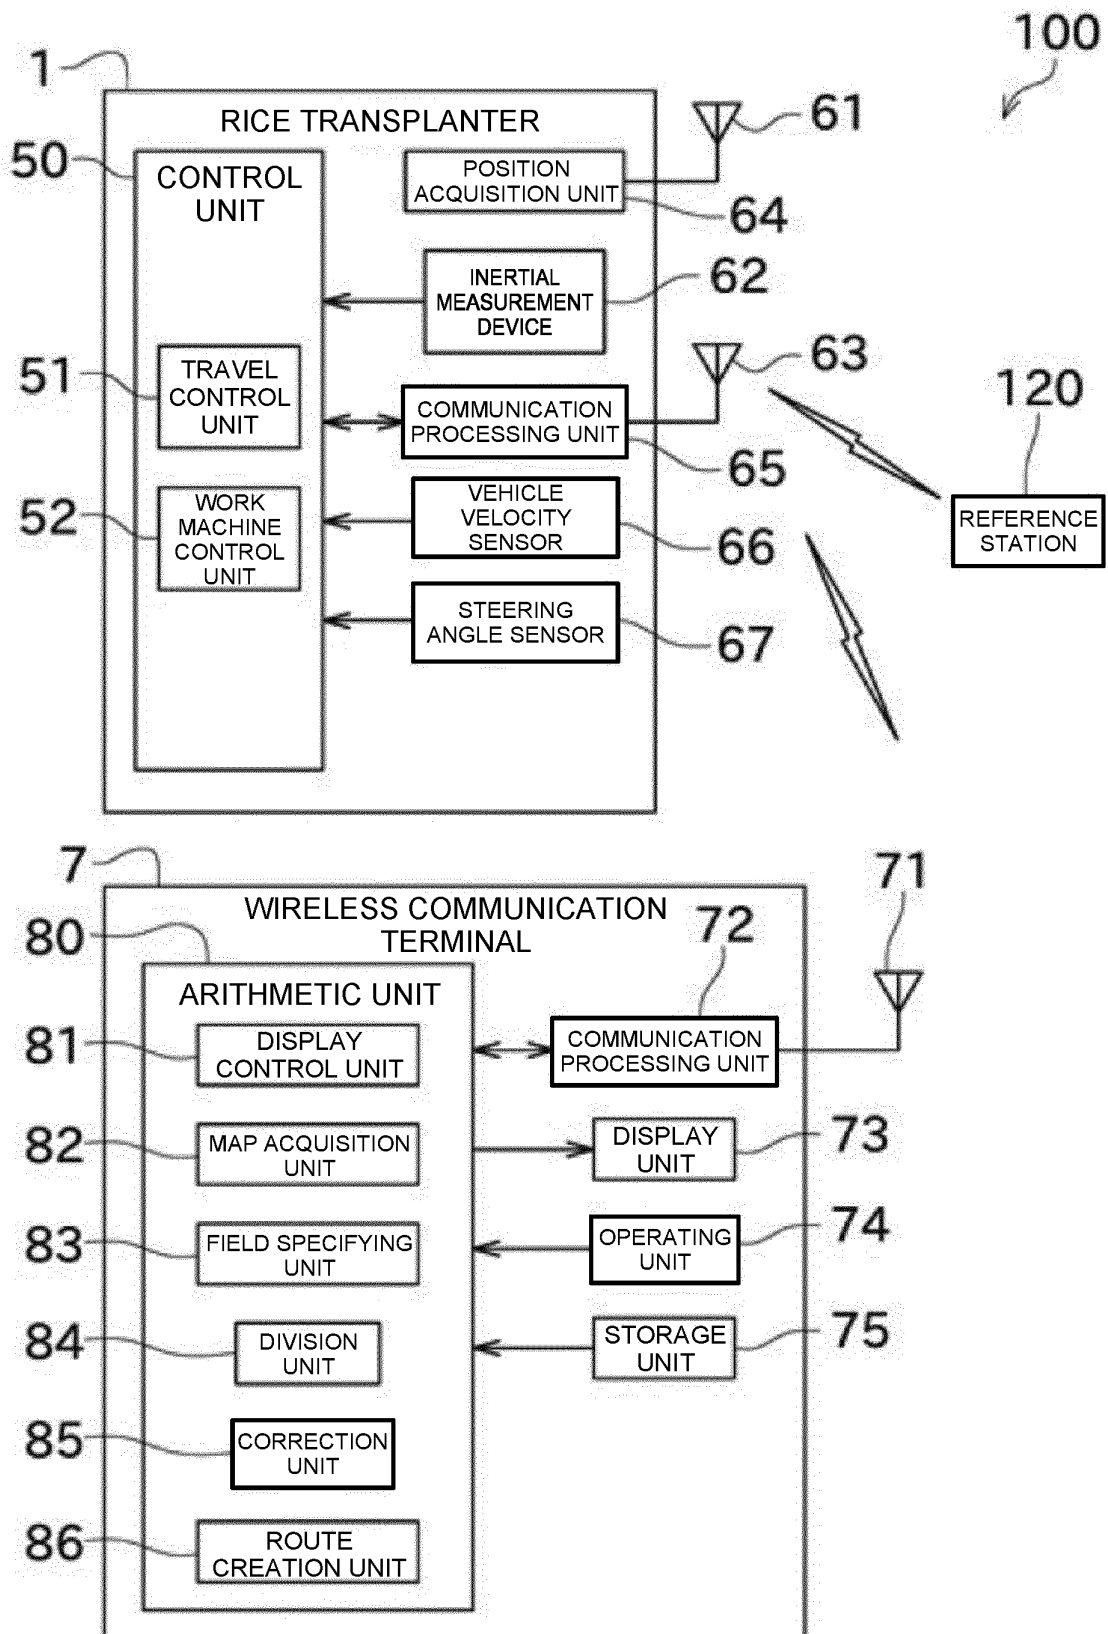 100
1
RICE TRANSPLANTER
61
50
CONTROL
UNIT
POSITION
ACQUISITION UNIT
64
INERTIAL
MEASUREMENT
DEVICE
62
51
TRAVEL
CONTROL
UNIT
63
COMMUNICATION
PROCESSING UNIT
65
120
REFERENCE
STATION
52
WORK
MACHINE
CONTROL
UNIT
VEHICLE
VELOCITY
SENSOR
66
STEERING
ANGLE SENSOR
67
7
WIRELESS COMMUNICATION
TERMINAL
71
80
72
ARITHMETIC UNIT
81
DISPLAY
CONTROL UNIT
COMMUNICATION
PROCESSING UNIT
82
MAP ACQUISITION
UNIT
DISPLAY
UNIT
73
83
FIELD SPECIFYING
UNIT
OPERATING
UNIT
74
84
DIVISION
UNIT
STORAGE
UNIT
75
85
CORRECTION
UNIT
86
ROUTE
CREATION UNIT